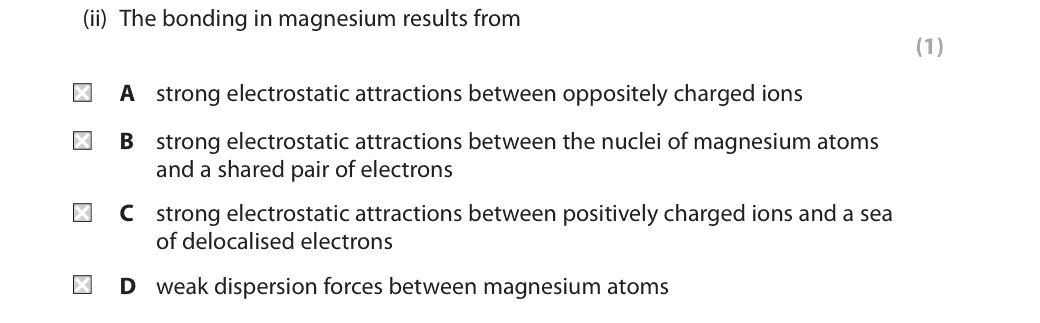 (ii) The bonding in magnesium results from
(1)
A strong electrostatic attractions between oppositely charged ions
B strong electrostatic attractions between the nuclei of magnesium atoms
and a shared pair of electrons
C strong electrostatic attractions between positively charged ions and a sea
of delocalised electrons
D weak dispersion forces between magnesium atoms